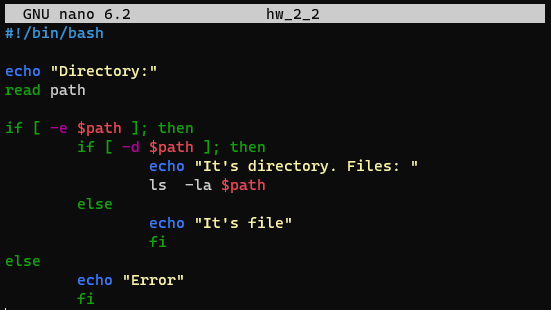 GNU nano 6.2 hw_2_2
#!/bin/bash
echo "Directory:"
read path
if [ -e $path ]; then
if [ -d $path ]; then
echo "It's directory. Files: "
ls  -la $path
else
echo "It's file"
fi
else
echo "Error"
fi